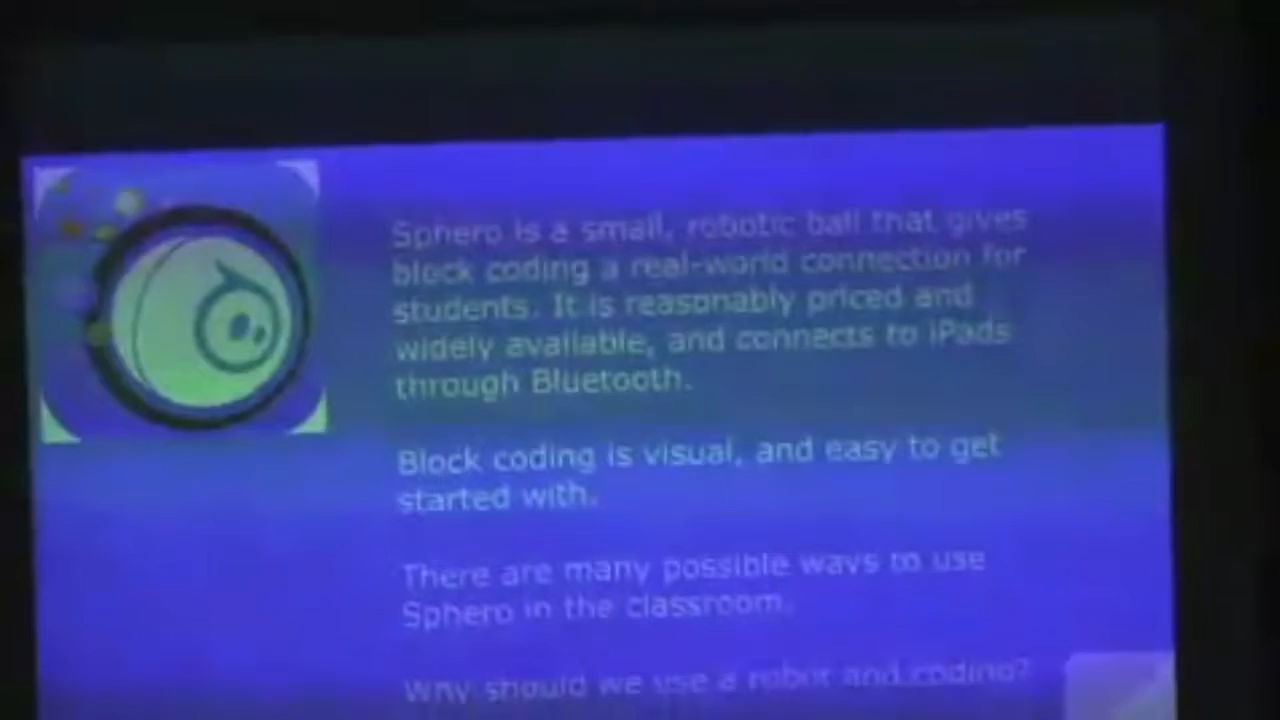 Sphero is a small, robotic ball that gives
block coding a real-world connection for
students. It is reasonably priced and
widely available, and connects to iPads
through Bluetooth.
Block coding is visual, and easy to get
started with.
There are many possible ways to use
Sphero in the classroom.
Why should we use a robot and coding?